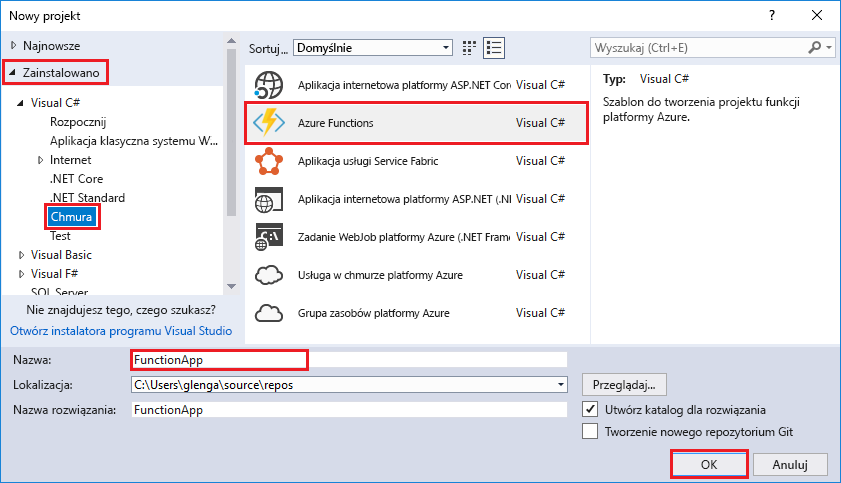 Nowy projekt
Najnowsze
Zainstalowano
Visual C#
Rozpocznij
Aplikacja klasyczna systemu W...
Internet
.NET Core
.NET Standard
Chmura
Test
Visual Basic
Visual F#
SQL Server
Nie znajdujesz tego, czego szukasz?
Otwórz instalatora programu Visual Studio
Sortuj... Domyślnie
Aplikacja internetowa platformy ASP.NET Cor Visual C#
Azure Functions Visual C#
Aplikacja usługi Service Fabric Visual C#
Aplikacja internetowa platformy ASP.NET (.N Visual C#
Zadanie WebJob platformy Azure (.NET Frame Visual C#
Usługa w chmurze platformy Azure Visual C#
Grupa zasobów platformy Azure Visual C#
Wyszukaj (Ctrl+E)
Typ: Visual C#
Szablon do tworzenia projektu funkcji
platformy Azure.
Nazwa: FunctionApp
Lokalizacja: C:\Users\glenga\source\repos Przeglądaj...
Nazwa rozwiązania: FunctionApp
Utwórz katalog dla rozwiązania
Tworzenie nowego repozytorium Git
OK Anuluj